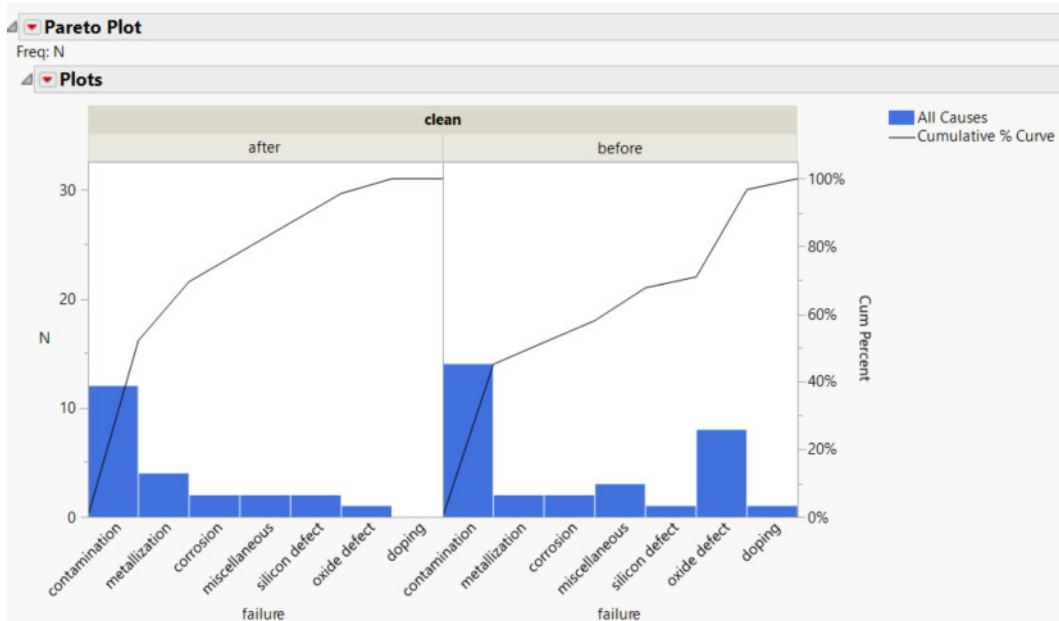 Pareto Plot
Freq: N
Plots
clean
after
before
All Causes
Cumulative % Curve
30
20
10
0
N
100%
80%
60%
40%
20%
0%
Cum Percent
contamination
metallization
corrosion
miscellaneous
silicon defect
oxide defect
doping
contamination
metallization
corrosion
miscellaneous
silicon defect
oxide defect
doping
failure
failure